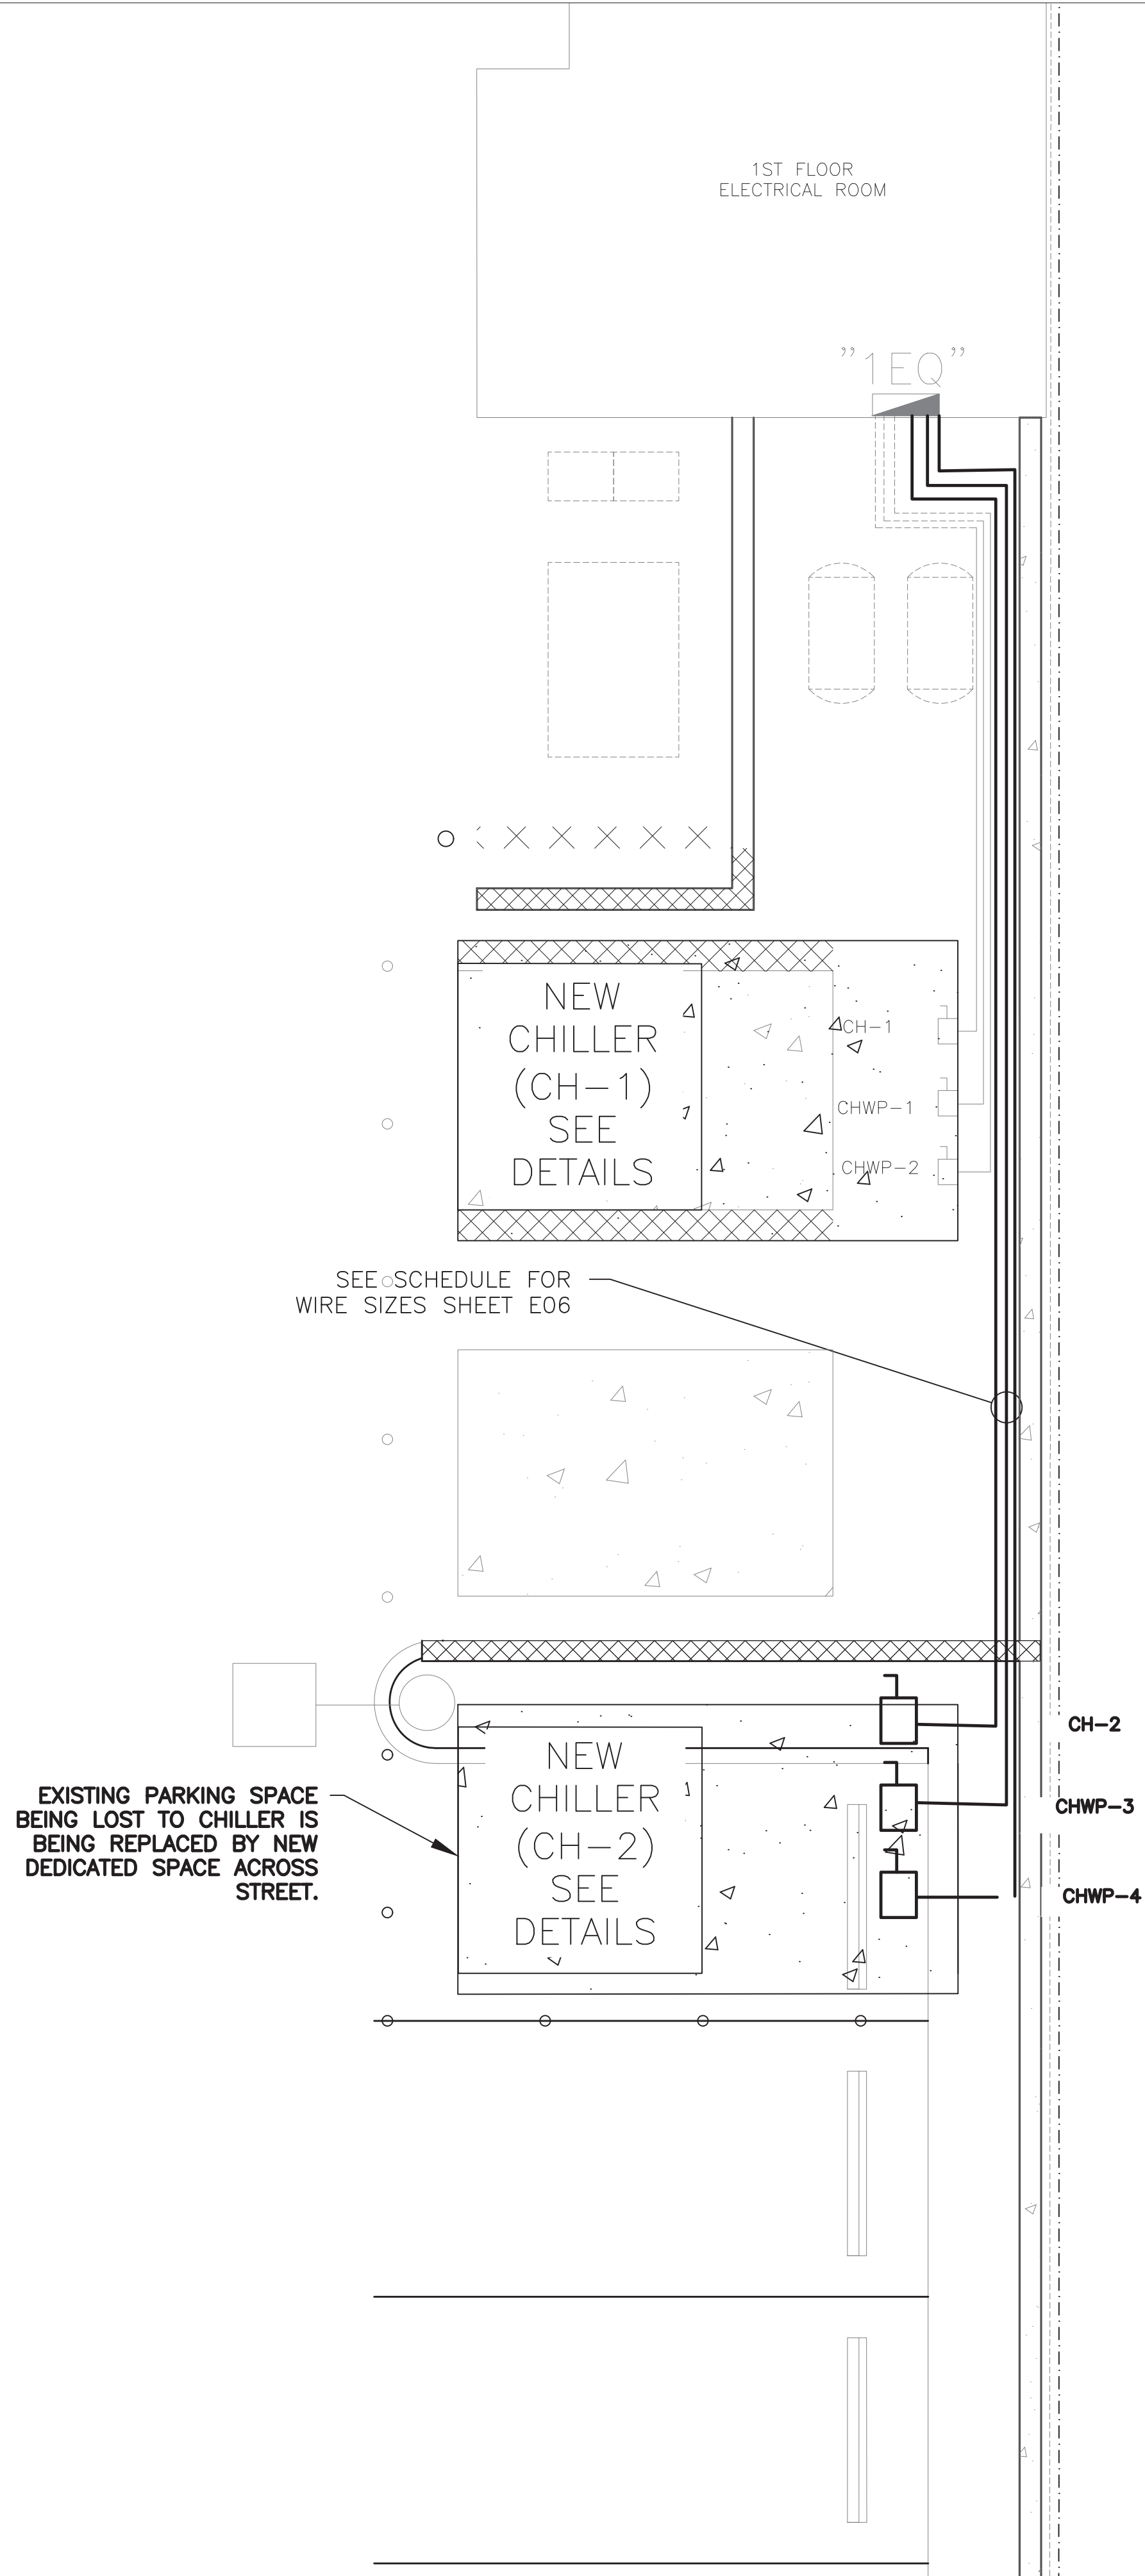 1ST FLOOR
ELECTRICAL ROOM
"1EQ"
NEW
CHILLER
(CH-1)
SEE
DETAILS
CH-1
CHWP-1
CHWP-2
SEE SCHEDULE FOR
WIRE SIZES SHEET E06
CH-2
CHWP-3
CHWP-4
NEW
CHILLER
(CH-2)
SEE
DETAILS
EXISTING PARKING SPACE
BEING LOST TO CHILLER IS
BEING REPLACED BY NEW
DEDICATED SPACE ACROSS
STREET.